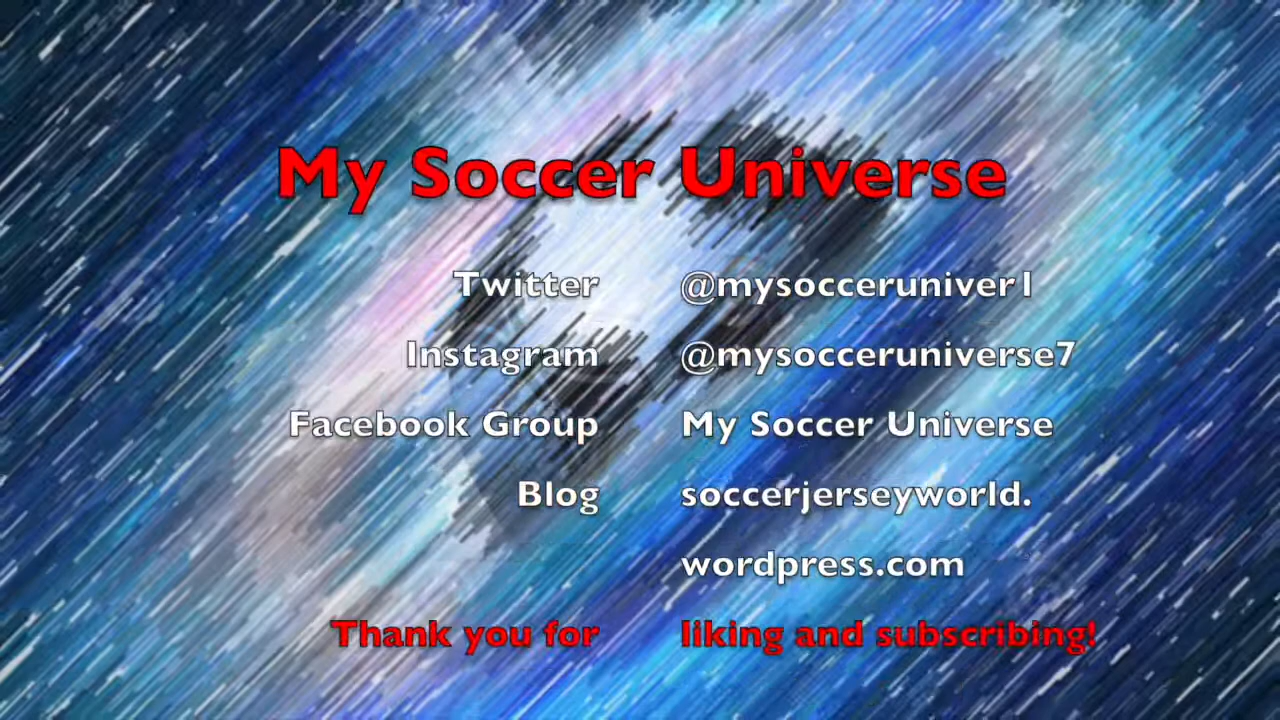 My Soccer Universe
Twitter @mysocceruniver1
Instagram @mysocceruniverse7
Facebook Group My Soccer Universe
Blog soccerjerseyworld.
wordpress.com
Thank you for liking and subscribing!